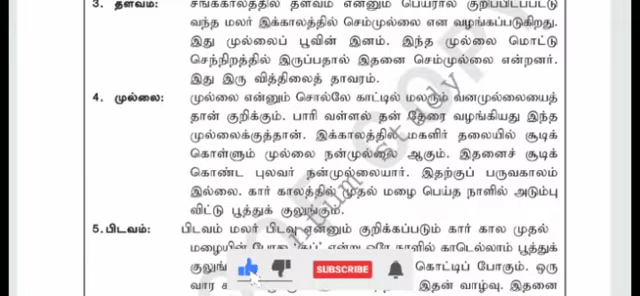 3. தளவம்: சங்ககாலத்தில் தளவம் என்னும் பெயரால் குறிப்பிடப்பட்டு
வந்த மலர் இக்காலத்தில் செம்முல்லை என வழங்கப்படுகிறது.
இது முல்லைப் பூவின் இனம். இந்த முல்லை மொட்டு
செந்நிறத்தில் இருப்பதால் இதனை செம்முல்லை என்றனர்.
இது இரு வித்திலைத் தாவரம்.
4. முல்லை: முல்லை என்னும் சொல்லே காட்டில் மலரும் வனமுல்லையைத்
தான் குறிக்கும். பாரி வள்ளல் தன் தேரை வழங்கியது இந்த
முல்லைக்குத்தான். இக்காலத்தில் மகளிர் தலையில் சூடிக்
கொள்ளும் முல்லை நன்முல்லை ஆகும். இதனைச் சூடிக்
கொண்ட புலவர் நன்முல்லையார். இதற்குப் பருவகாலம்
இல்லை. கார் காலத்தில் முதல் மழை பெய்த நாளில் அடும்பு
விட்டு பூத்துக் குலுங்கும்.
5. பிடவம்: பிடவம் மலர் பிடவு என்னும் குறிக்கப்படும் கார் கால முதல்
மழையின் போது என்று ஒரே நாளில் காடெல்லாம் பூத்துக்
குலுங் கொட்டிப் போகும். ஒரு
வார இதன் வாழ்வு. இதனை
SUBSCRIBE
study